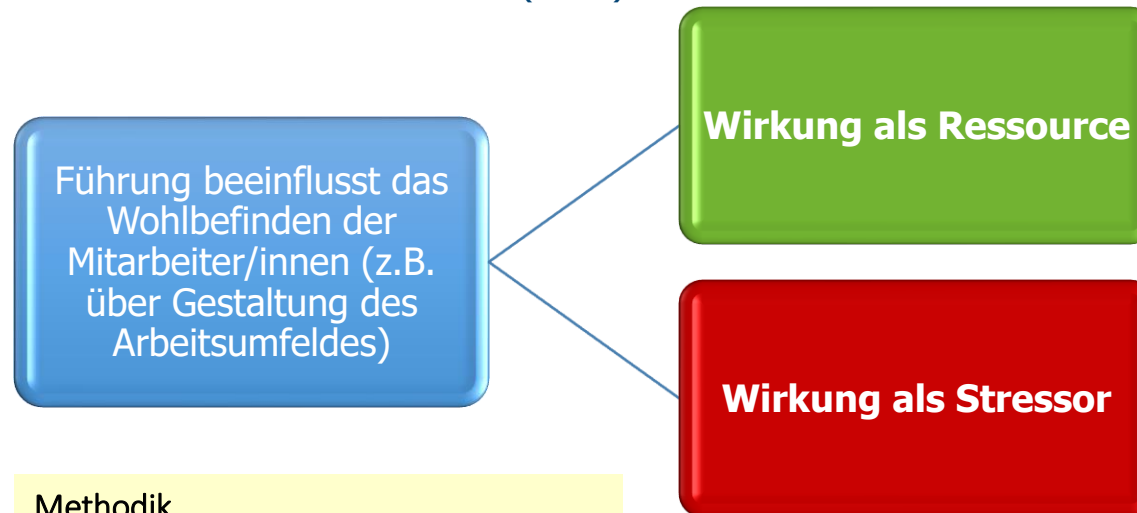 Führung beeinflusst das
Wohlbefinden der
Mitarbeiter/innen (z.B.
über Gestaltung des
Arbeitsumfeldes)
Wirkung als Ressource
Wirkung als Stressor
Methodik